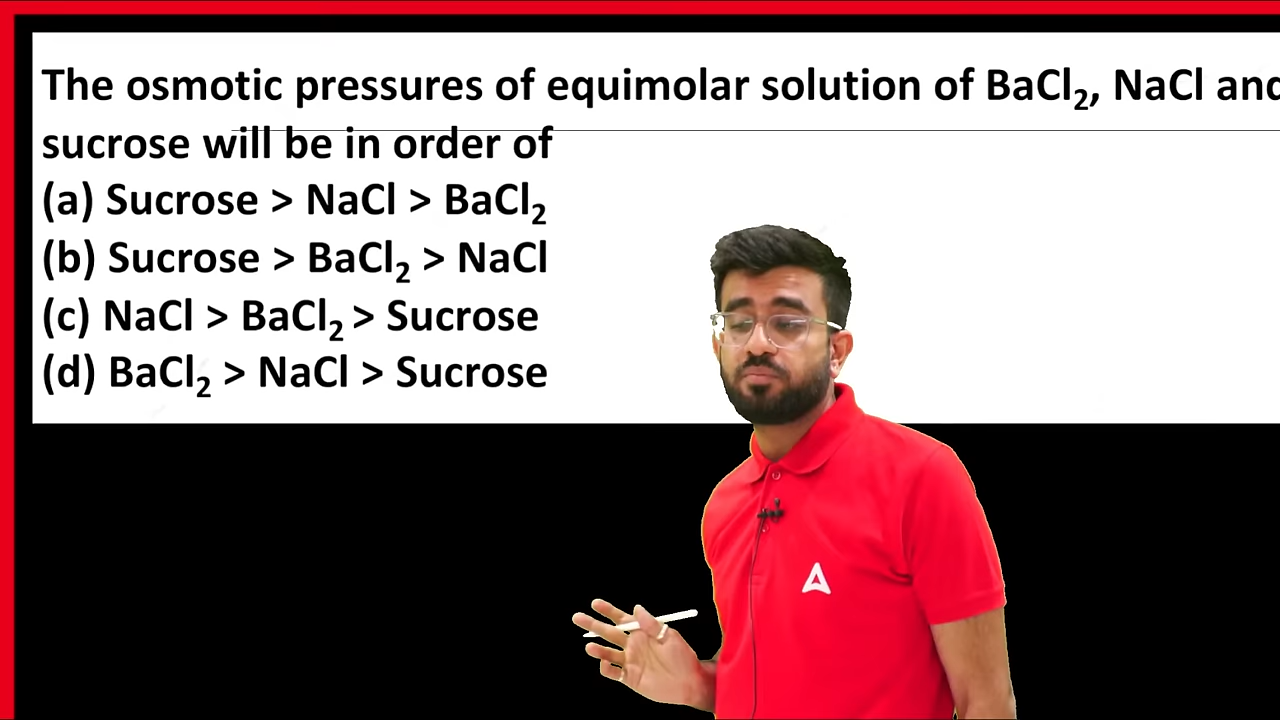 The osmotic pressures of equimolar solution of BaCl₂, NaCl and
sucrose will be in order of
(a) Sucrose > NaCl > BaCl₂
(b) Sucrose > BaCl₂ > NaCl
(c) NaCl > BaCl₂ > Sucrose
(d) BaCl₂ > NaCl > Sucrose